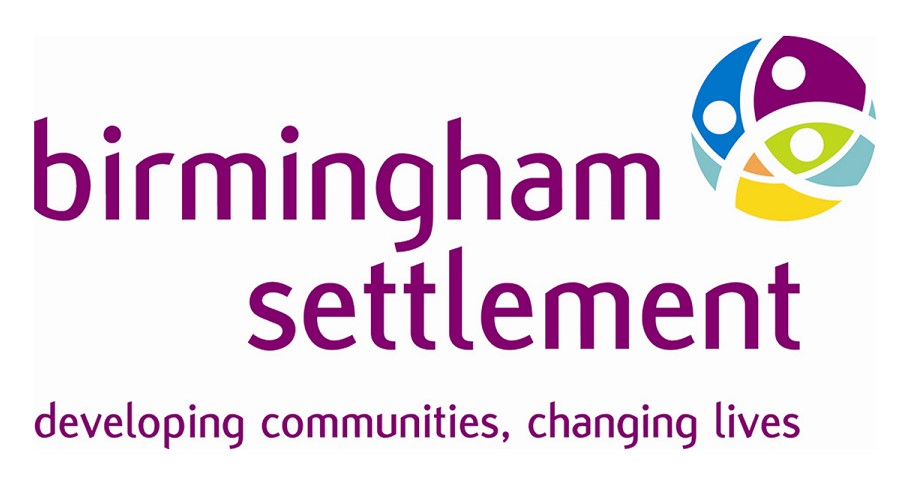 birmingham
settlement
developing communities, changing lives